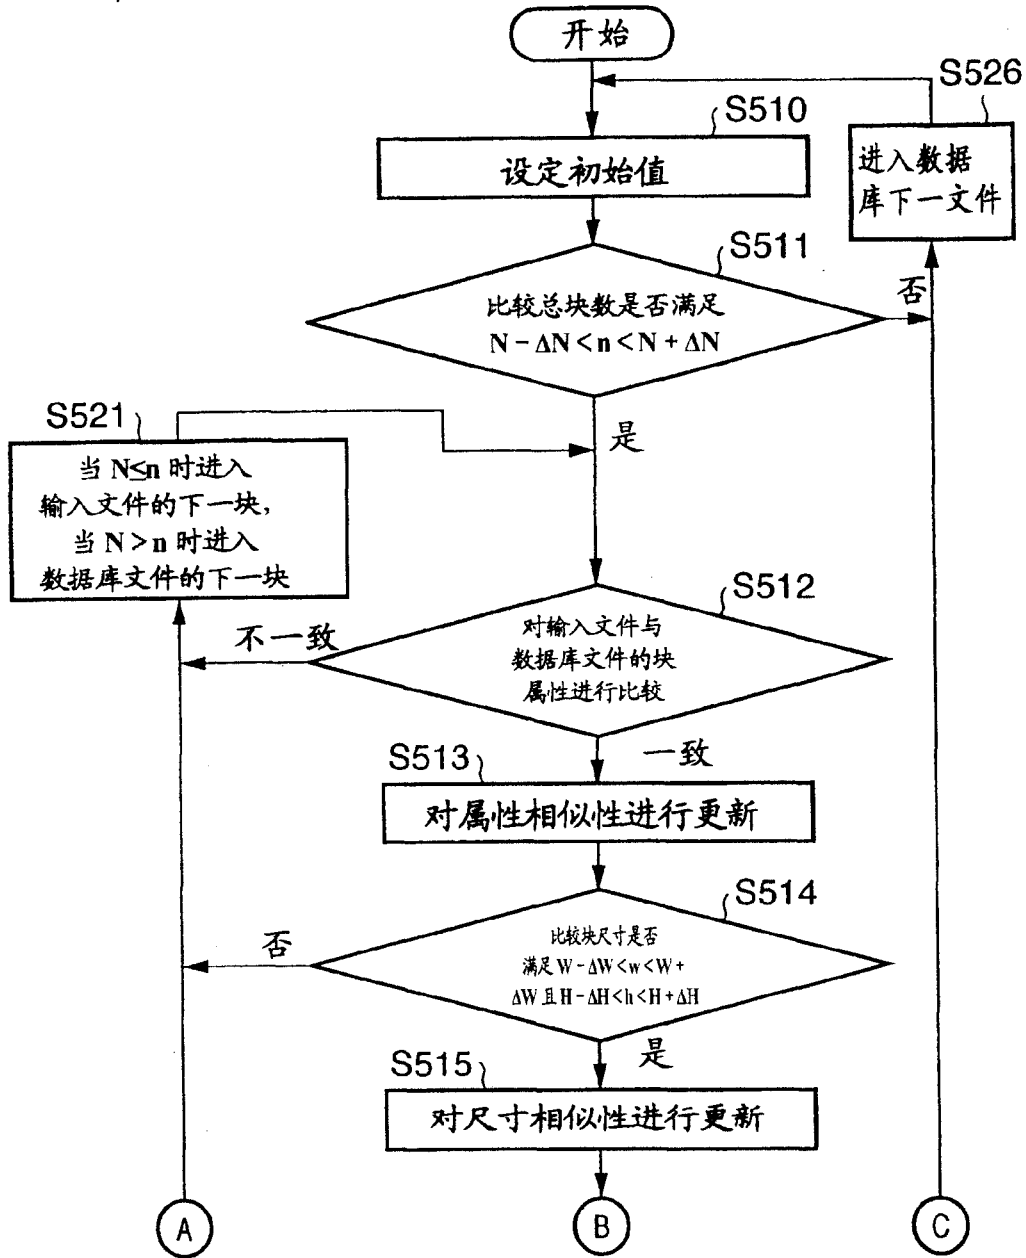 开始
S526
S510
设定初始值
进入数据
库下一文件
S511
比较总块数是否满足
N-ΔN<n<N+ΔN
否
是
S521
当 N≤n 时进入
输入文件的下一块,
当 N>n 时进入
数据库文件的下一块
S512
不一致
对输入文件与
数据库文件的块
属性进行比较
一致
S513
对属性相似性进行更新
S514
否
比较块尺寸是否
满足 W-ΔW<w<W+
ΔW 且 H-ΔH<h<H+ΔH
是
S515
对尺寸相似性进行更新
A
B
C